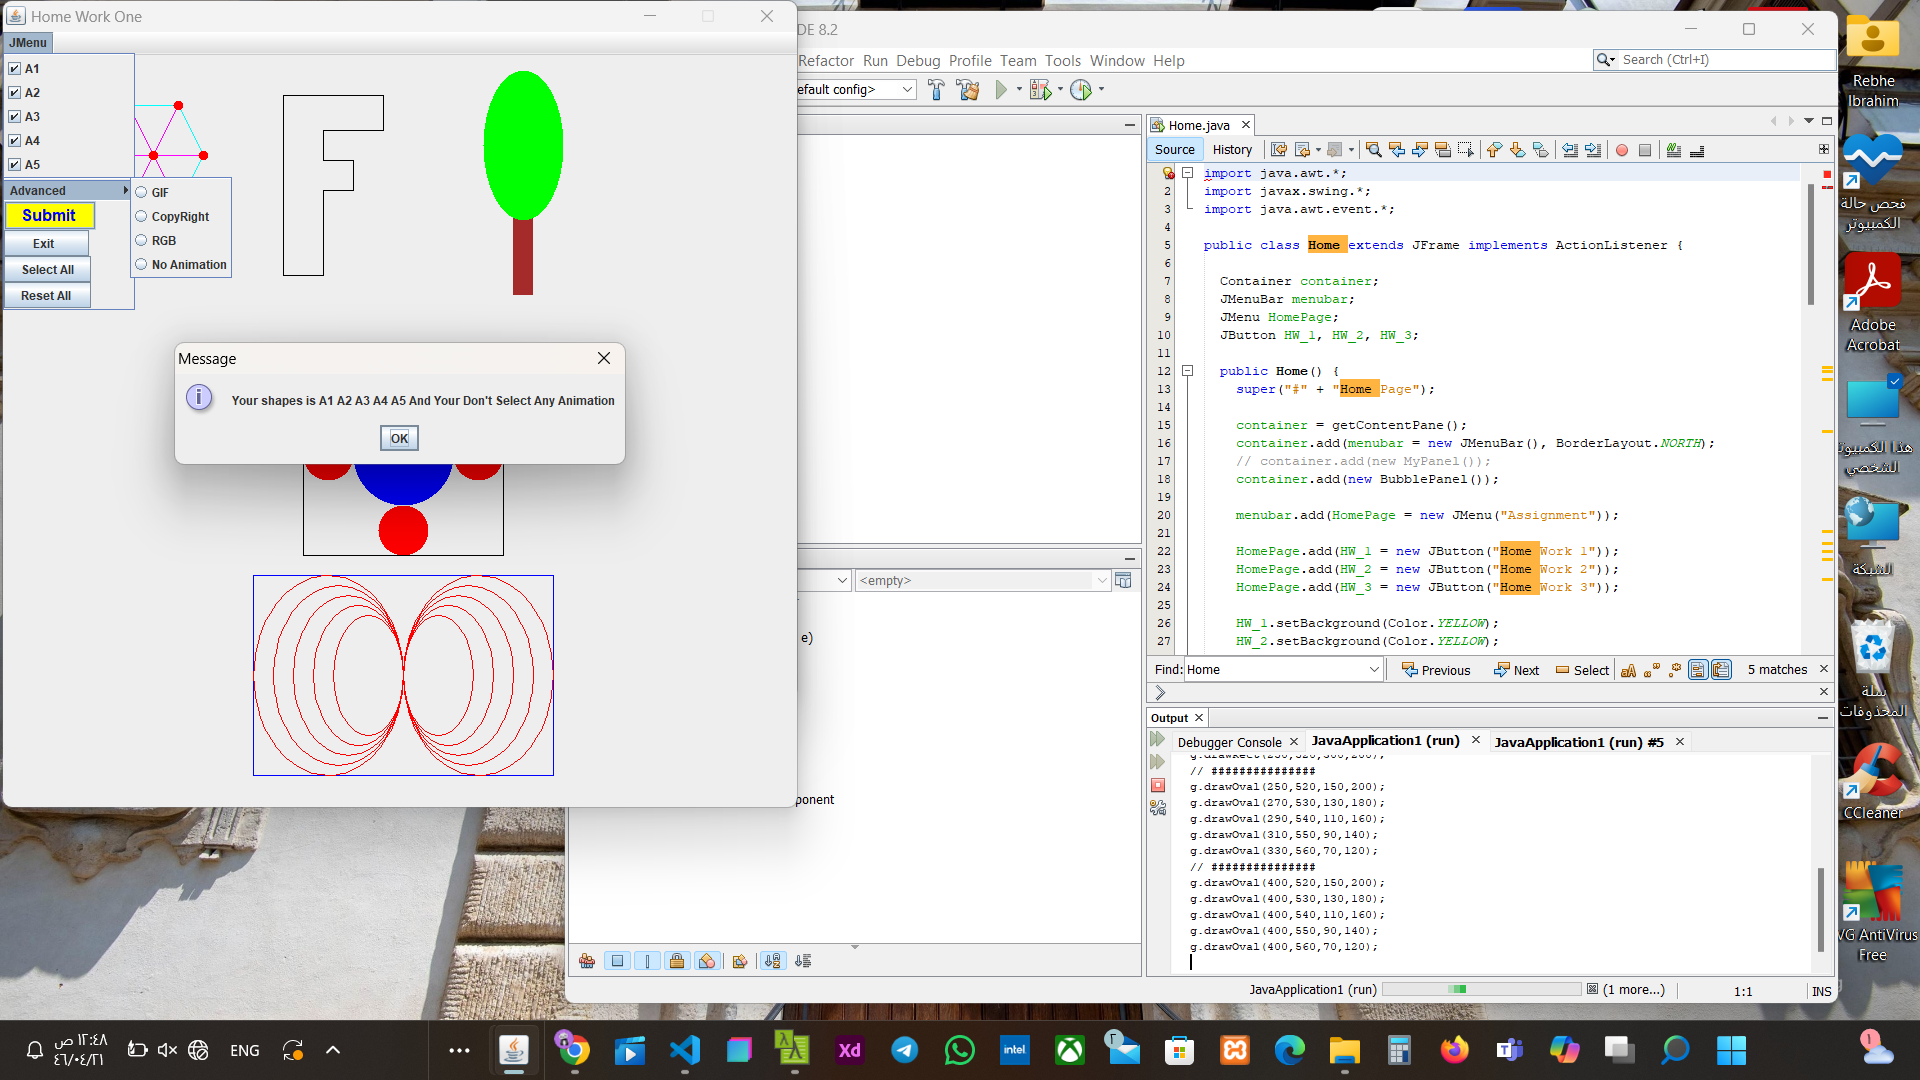 Home Work One
JMenu
A1
A2
A3
A4
A5
Advanced
Submit
Exit
Select All
Reset All
GIF
CopyRight
RGB
No Animation
Message
Your shapes is A1 A2 A3 A4 A5 And Your Don't Select Any Animation
OK
DE 8.2
Refactor Run Debug Profile Team Tools Window Help
Search (Ctrl+I)
efault config>
Home.java
Source History
import java.awt.*;
2 import javax.swing.*;
3 import java.awt.event.*;
4
5 public class Home extends JFrame implements ActionListener {
6
7 Container container;
8 JMenuBar menubar;
9 JMenu HomePage;
10 JButton HW_1, HW_2, HW_3;
11
12 public Home() {
13 super("#" + "Home Page");
14
15 container = getContentPane();
16 container.add(menubar = new JMenuBar(), BorderLayout.NORTH);
17 // container.add(new MyPanel());
18 container.add(new BubblePanel());
19
20 menubar.add(HomePage = new JMenu("Assignment"));
21
22 HomePage.add(HW_1 = new JButton("Home Work 1"));
23 HomePage.add(HW_2 = new JButton("Home Work 2"));
24 HomePage.add(HW_3 = new JButton("Home Work 3"));
25
26 HW_1.setBackground(Color.YELLOW);
27 HW_2.setBackground(Color.YELLOW);
Find: Home Previous Next Select 5 matches
<empty>
e)
ponent
Output
Debugger Console JavaApplication1 (run) JavaApplication1 (run) #5
g.drawRect(250,520,300,200);
// ###############
g.drawOval(250,520,150,200);
g.drawOval(270,530,130,180);
g.drawOval(290,540,110,160);
g.drawOval(310,550,90,140);
g.drawOval(330,560,70,120);
// ###############
g.drawOval(400,520,150,200);
g.drawOval(400,530,130,180);
g.drawOval(400,540,110,160);
g.drawOval(400,550,90,140);
g.drawOval(400,560,70,120);
JavaApplication1 (run) (1 more...) 1:1 INS
Rebhe
Ibrahim
فحص حالة
الكمبيوتر
Adobe
Acrobat
هذا الكمبيوتر
الشخصي
الشبكة
سلة
المحذوفات
CCleaner
VG AntiVirus
Free
١٢:٤٨ ص
٤٦/٠٤/٢١
ENG
Xd
intel